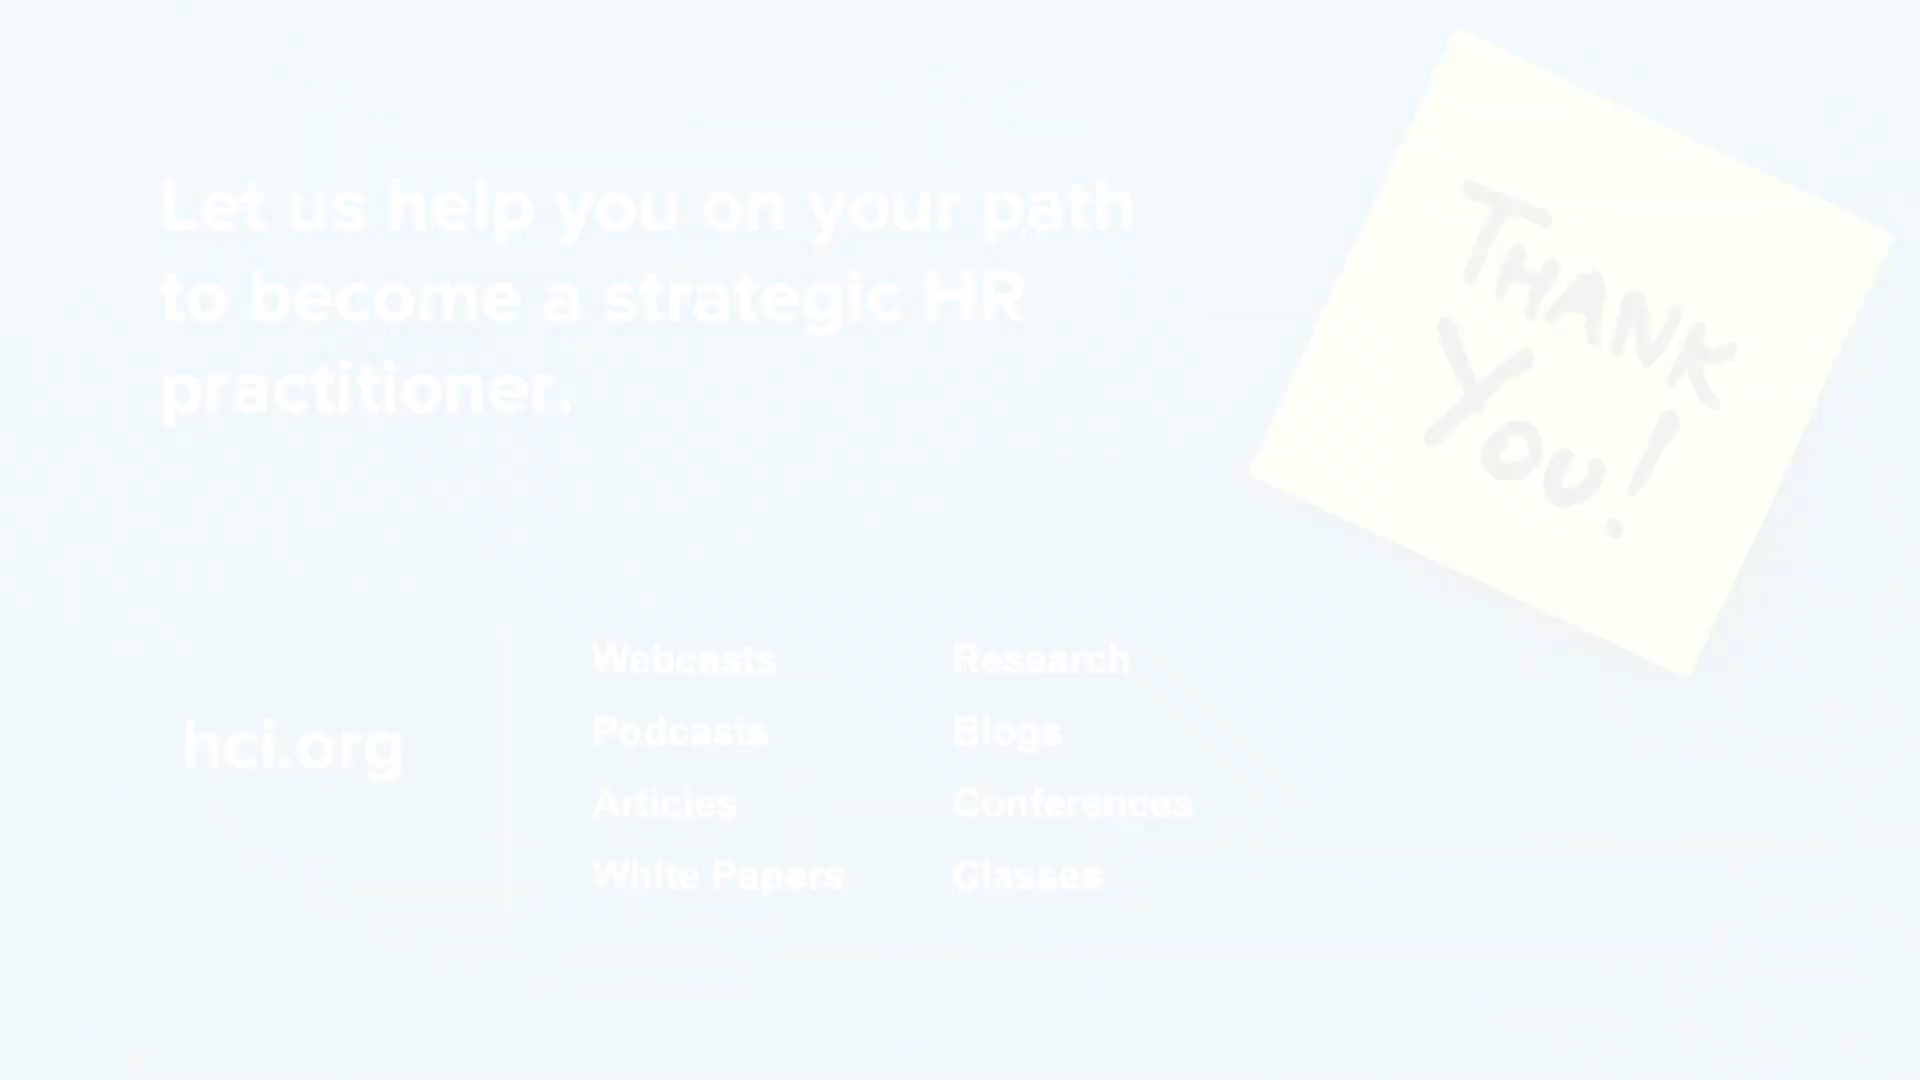 Let us help you on your path
to become a strategic HR
practitioner.
THANK
YOU!
hci.org
Webcasts
Podcasts
Articles
White Papers
Research
Blogs
Conferences
Classes